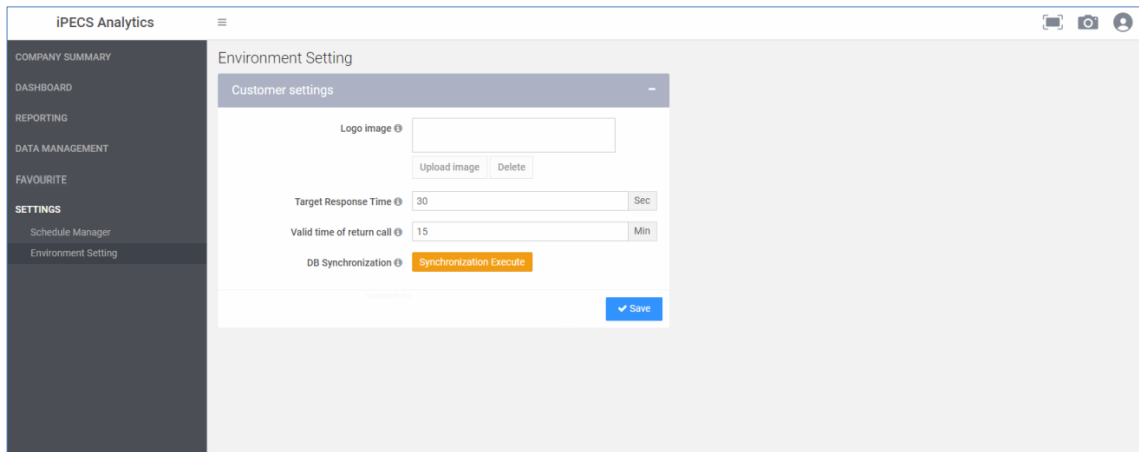 iPECS Analytics
COMPANY SUMMARY
DASHBOARD
REPORTING
DATA MANAGEMENT
FAVOURITE
SETTINGS
Schedule Manager
Environment Setting
Environment Setting
Customer settings
Logo image
Upload image Delete
Target Response Time 30 Sec
Valid time of return call 15 Min
DB Synchronization Synchronization Execute
Save